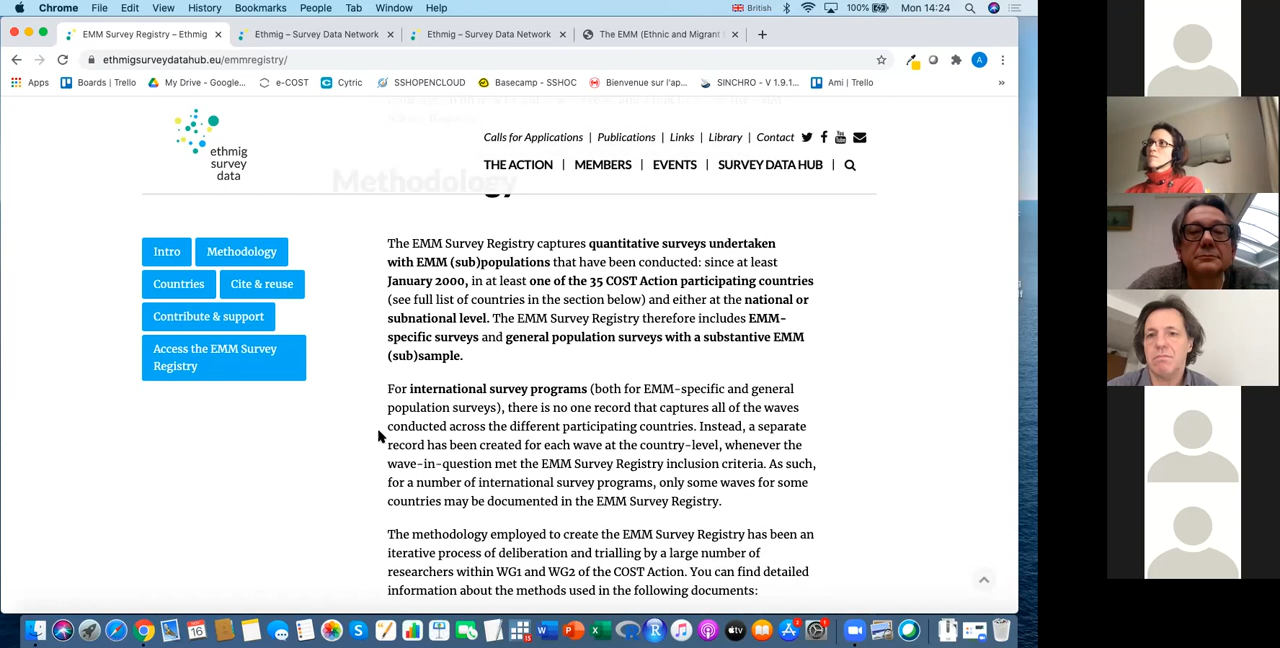 Chrome File Edit View History Bookmarks People Tab Window Help
British 100% Mon 14:24
EMM Survey Registry – Ethmig
Ethmig – Survey Data Network
Ethmig – Survey Data Network
The EMM (Ethnic and Migrant
ethmigsurveydatahub.eu/emmregistry/
A
Apps Boards | Trello My Drive - Google... e-COST Cytric SSHOPENCLOUD Basecamp - SSHOC Bienvenue sur l'ap... SINCHRO - V 1.9.1... Ami | Trello »
ethmig
survey
data
Calls for Applications | Publications | Links | Library | Contact
THE ACTION | MEMBERS | EVENTS | SURVEY DATA HUB |
Methodology
Intro
Methodology
Countries
Cite & reuse
Contribute & support
Access the EMM Survey
Registry
The EMM Survey Registry captures quantitative surveys undertaken
with EMM (sub)populations that have been conducted: since at least
January 2000, in at least one of the 35 COST Action participating countries
(see full list of countries in the section below) and either at the national or
subnational level. The EMM Survey Registry therefore includes EMM-
specific surveys and general population surveys with a substantive EMM
(sub)sample.
For international survey programs (both for EMM-specific and general
population surveys), there is no one record that captures all of the waves
conducted across the different participating countries. Instead, a separate
record has been created for each wave at the country-level, whenever the
wave-in-question met the EMM Survey Registry inclusion criteria. As such,
for a number of international survey programs, only some waves for some
countries may be documented in the EMM Survey Registry.
The methodology employed to create the EMM Survey Registry has been an
iterative process of deliberation and trialling by a large number of
researchers within WG1 and WG2 of the COST Action. You can find detailed
information about the methods used in the following documents: